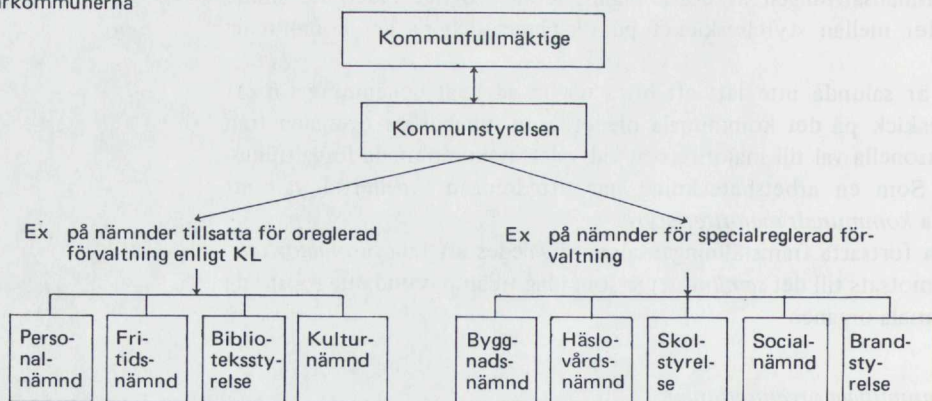 Kommunfullmäktige
Kommunstyrelsen
Ex på nämnder tillsatta för oreglerad
förvaltning enligt KL
Ex på nämnder för specialreglerad för-
valtning
Perso-
nal-
nämnd
Fri-
tids-
nämnd
Biblio-
tekssty-
relse
Kultur-
nämnd
Bygg-
nads-
nämnd
Häslo-
vårds-
nämnd
Skol-
styrel-
se
Social-
nämnd
Brand-
sty-
relse